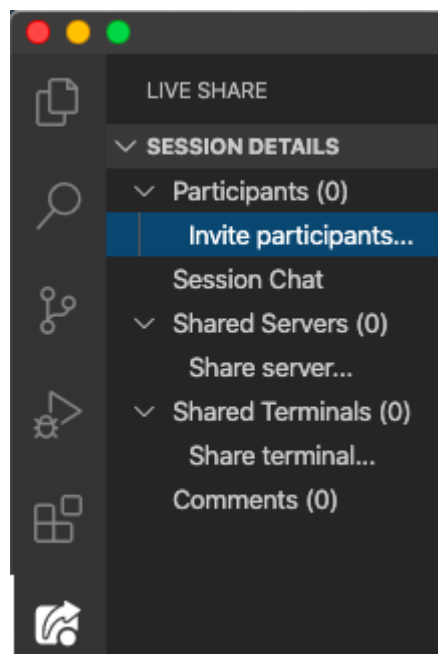 LIVE SHARE
SESSION DETAILS
Participants (0)
Invite participants...
Session Chat
Shared Servers (0)
Share server...
Shared Terminals (0)
Share terminal...
Comments (0)